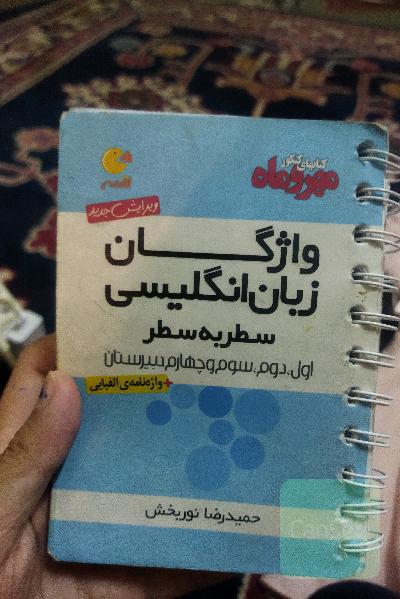 کتابهای کنکور
مهروماه
لقمه
ویرایش جدید
واژگان
زبان انگلیسی
سطر به سطر
اول، دوم، سوم و چهارم دبیرستان
+ واژه‌نامه‌ی الفبایی
حمیدرضا نوربخش